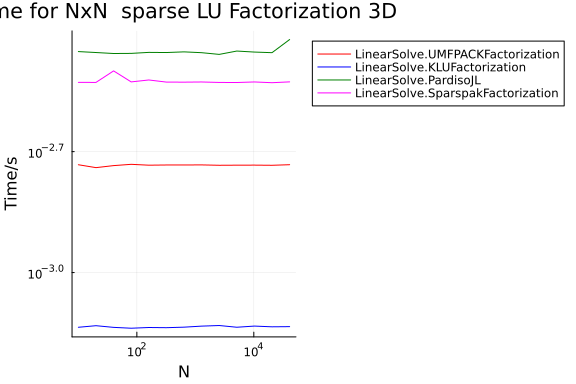 me for NxN sparse LU Factorization 3D
LinearSolve.UMFPACKFactorization
LinearSolve.KLUFactorization
LinearSolve.PardisoJL
LinearSolve.SparspakFactorization
Time/s
10^-2.7
10^-3.0
10^2 10^4
N